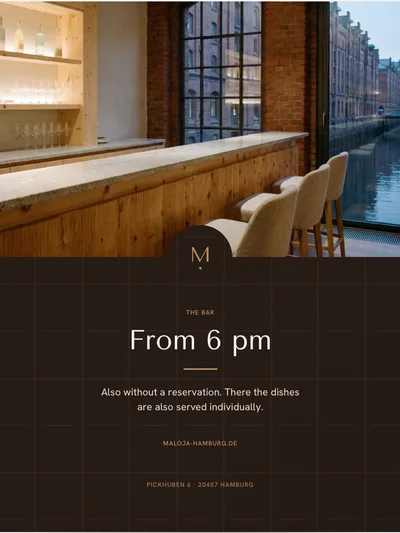 M
THE BAR
From 6 pm
Also without a reservation. There the dishes
are also served individually.
MALOJA-HAMBURG.DE
PICKHUBEN 6 · 20457 HAMBURG